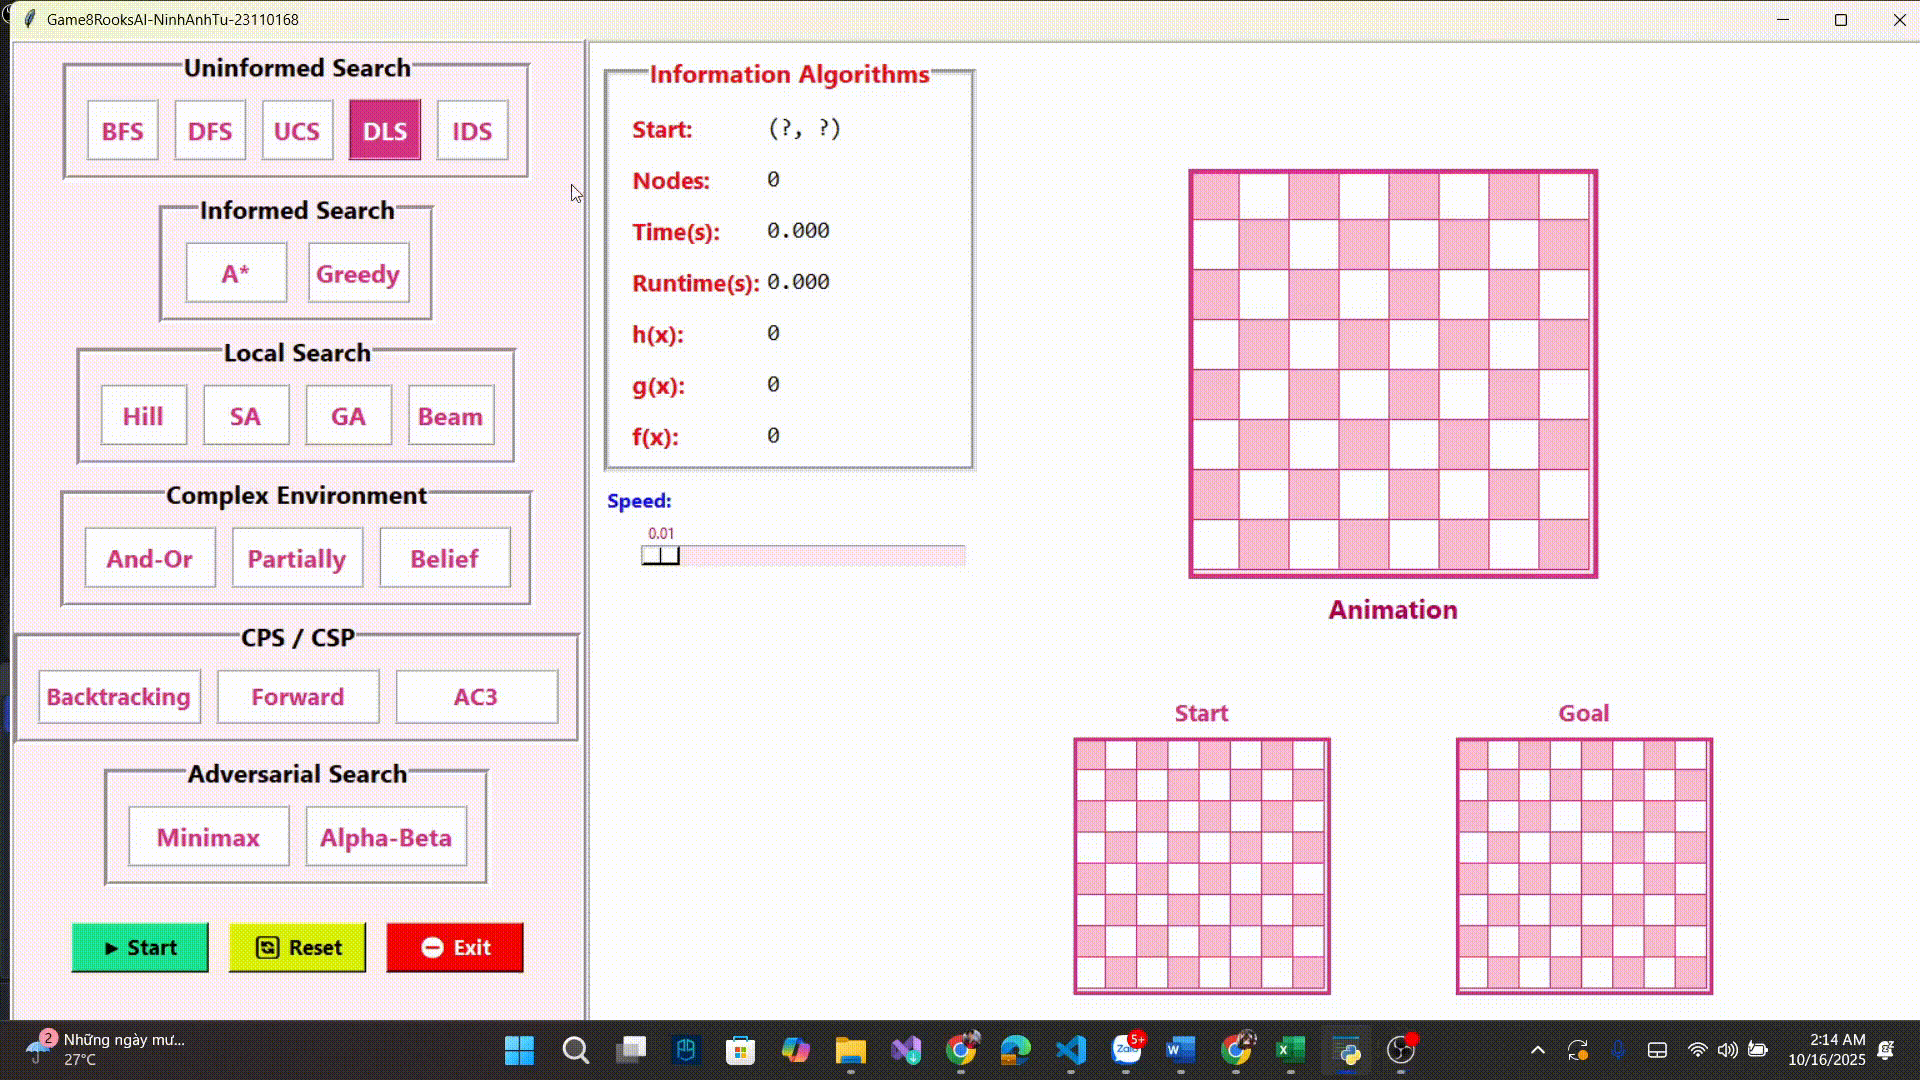 Game8RooksAI-NinhAnhTu-23110168
Uninformed Search
BFS DFS UCS DLS IDS
Informed Search
A* Greedy
Local Search
Hill SA GA Beam
Complex Environment
And-Or Partially Belief
CPS / CSP
Backtracking Forward AC3
Adversarial Search
Minimax Alpha-Beta
Start Reset Exit
Information Algorithms
Start: (?, ?)
Nodes: 0
Time(s): 0.000
Runtime(s): 0.000
h(x): 0
g(x): 0
f(x): 0
Speed:
0.01
Animation
Start
Goal
2
Những ngày mư...
27°C
Zalo
5+
W
X
2:14 AM
10/16/2025